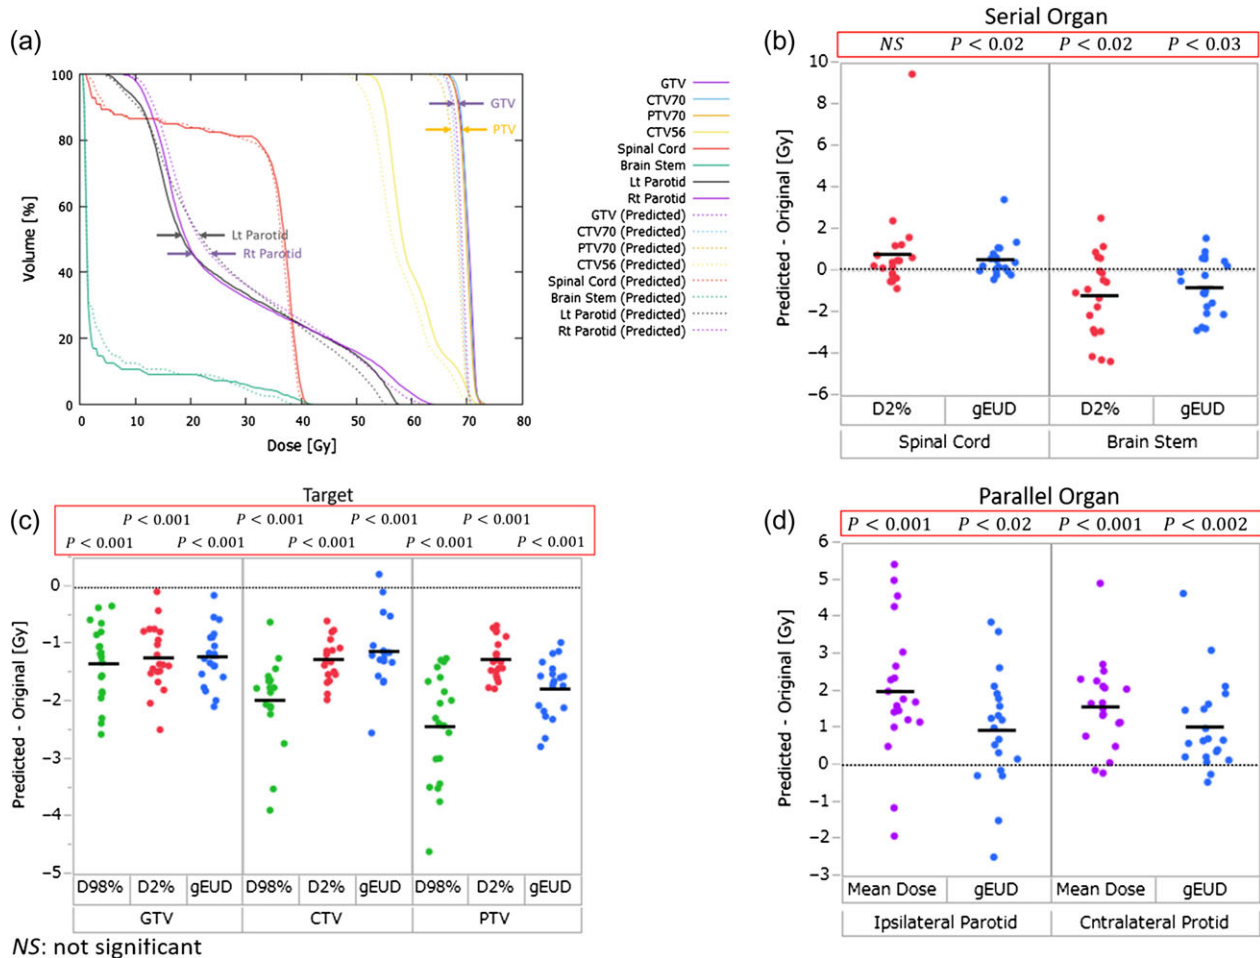 (a)
100
80
60
40
20
0
0 10 20 30 40 50 60 70 80
Volume [%]
Dose [Gy]
GTV
PTV
Lt Parotid
Rt Parotid
GTV
CTV70
PTV70
CTV56
Spinal Cord
Brain Stem
Lt Parotid
Rt Parotid
GTV (Predicted)
CTV70 (Predicted)
PTV70 (Predicted)
CTV56 (Predicted)
Spinal Cord (Predicted)
Brain Stem (Predicted)
Lt Parotid (Predicted)
Rt Parotid (Predicted)
(b)
Serial Organ
NS P < 0.02 P < 0.02 P < 0.03
10
8
6
4
2
0
−2
−4
−6
Predicted - Original [Gy]
D2% gEUD D2% gEUD
Spinal Cord Brain Stem
(c)
Target
P < 0.001 P < 0.001 P < 0.001 P < 0.001
P < 0.001 P < 0.001 P < 0.001 P < 0.001 P < 0.001
0
−1
−2
−3
−4
−5
Predicted - Original [Gy]
D98% D2% gEUD D98% D2% gEUD D98% D2% gEUD
GTV CTV PTV
NS: not significant
(d)
Parallel Organ
P < 0.001 P < 0.02 P < 0.001 P < 0.002
6
5
4
3
2
1
0
−1
−2
−3
Predicted - Original [Gy]
Mean Dose gEUD Mean Dose gEUD
Ipsilateral Parotid Cntralateral Protid